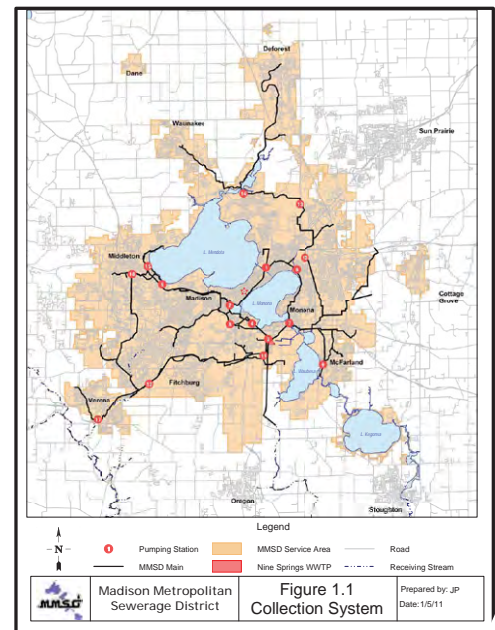 Deforest
Dane
Waunakee
Sun Prairie
L. Mendota
Middleton
Madison
L. Monona
Monona
Cottage
Grove
L. Waubesa
McFarland
Fitchburg
Verona
L. Kegonsa
Oregon
Stoughton
Legend
N
Pumping Station
MMSD Service Area
Road
MMSD Main
Nine Springs WWTP
Receiving Stream
MMSD
Madison Metropolitan
Sewerage District
Figure 1.1
Collection System
Prepared by: JP
Date: 1/5/11